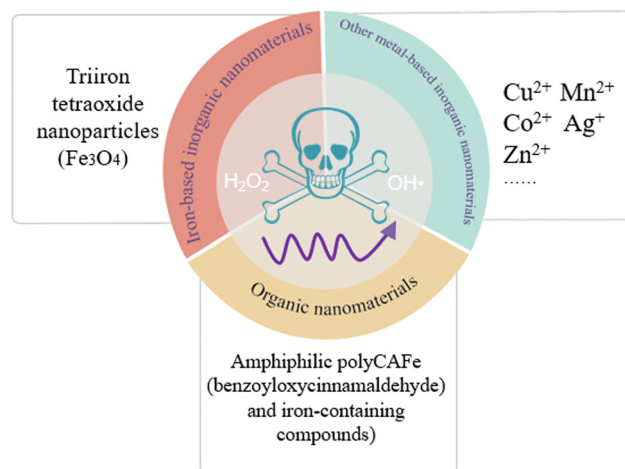 Triiron
tetraoxide
nanoparticles
(Fe3O4)
Iron-based inorganic nanomaterials
Other metal-based inorganic nanomaterials
Cu²⁺ Mn²⁺
Co²⁺ Ag⁺
Zn²⁺
......
H₂O₂
OH•
Organic nanomaterials
Amphiphilic polyCAFe
(benzoyloxycinnamaldehyde)
and iron-containing
compounds)